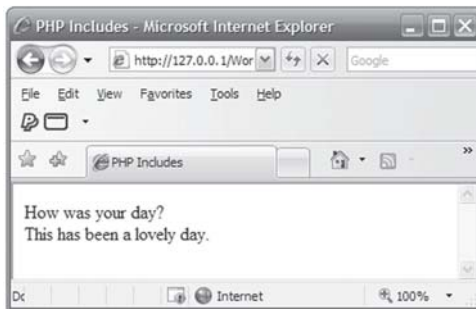 PHP Includes - Microsoft Internet Explorer
http://127.0.0.1/Wor Google
File Edit View Favorites Tools Help
PHP Includes
»
How was your day?
This has been a lovely day.
Internet 100%